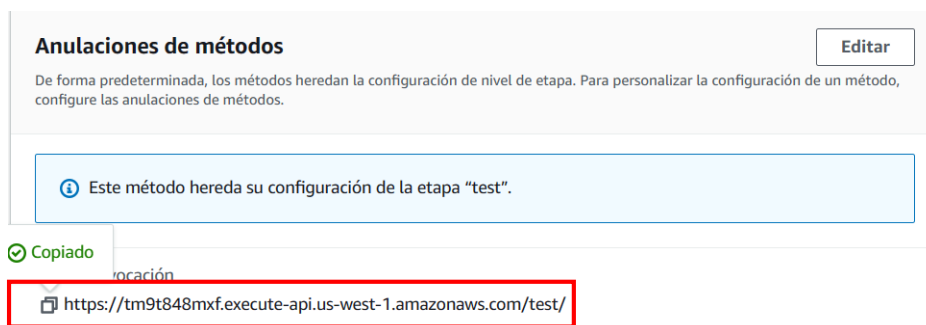 Anulaciones de métodos
Editar
De forma predeterminada, los métodos heredan la configuración de nivel de etapa. Para personalizar la configuración de un método,
configure las anulaciones de métodos.
Este método hereda su configuración de la etapa “test”.
Copiado
vocación
https://tm9t848mxf.execute-api.us-west-1.amazonaws.com/test/